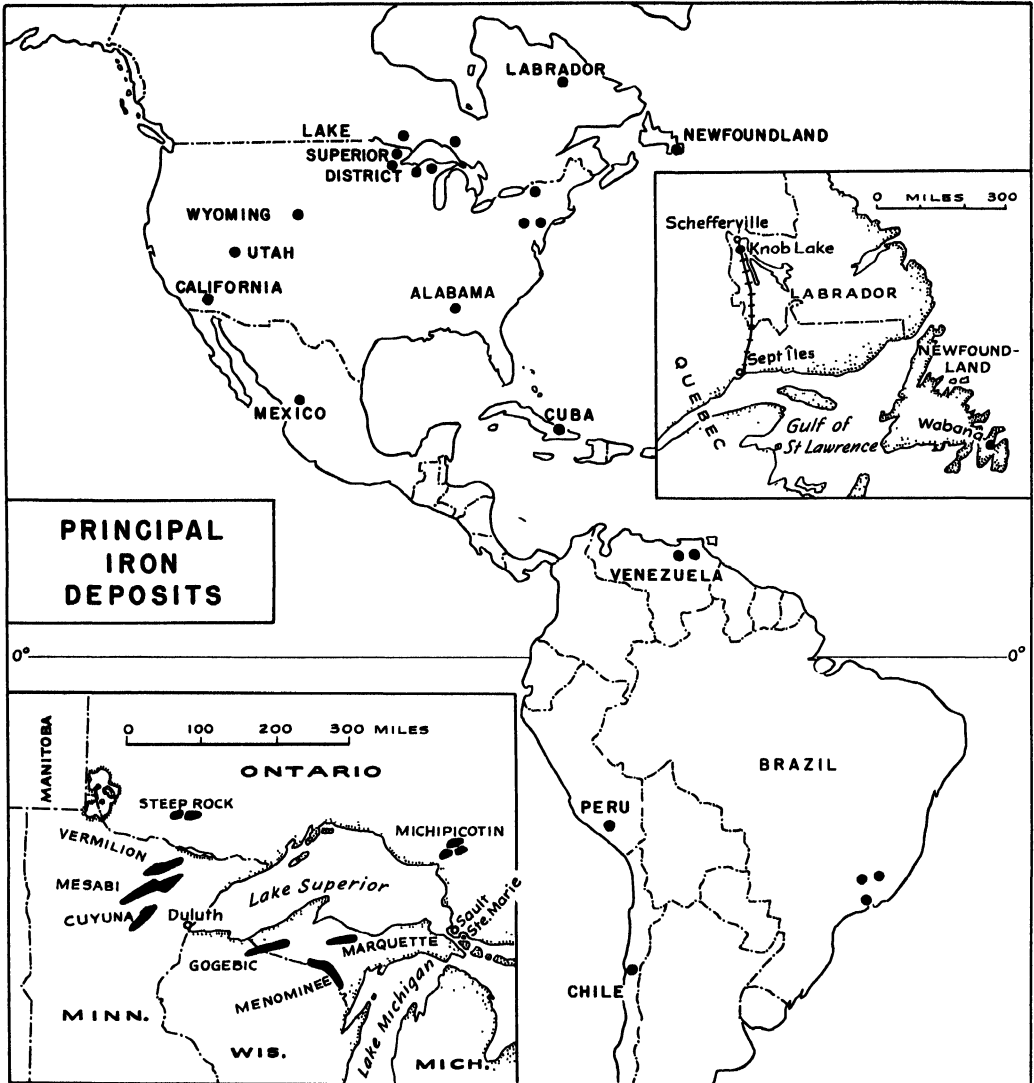 LABRADOR
LAKE
SUPERIOR
DISTRICT
NEWFOUNDLAND
WYOMING
UTAH
CALIFORNIA
ALABAMA
MEXICO
CUBA
0 MILES 300
Schefferville
Knob Lake
LABRADOR
Sept Îles
QUEBEC
NEWFOUND-
LAND
Gulf of
St Lawrence
Wabana
PRINCIPAL
IRON
DEPOSITS
VENEZUELA
0°
0°
BRAZIL
PERU
CHILE
MANITOBA
0 100 200 300 MILES
ONTARIO
STEEP ROCK
MICHIPICOTIN
VERMILION
MESABI
CUYUNA
Duluth
Lake Superior
Sault
Ste. Marie
GOGEBIC
MARQUETTE
MENOMINEE
MINN.
WIS.
Lake Michigan
MICH.